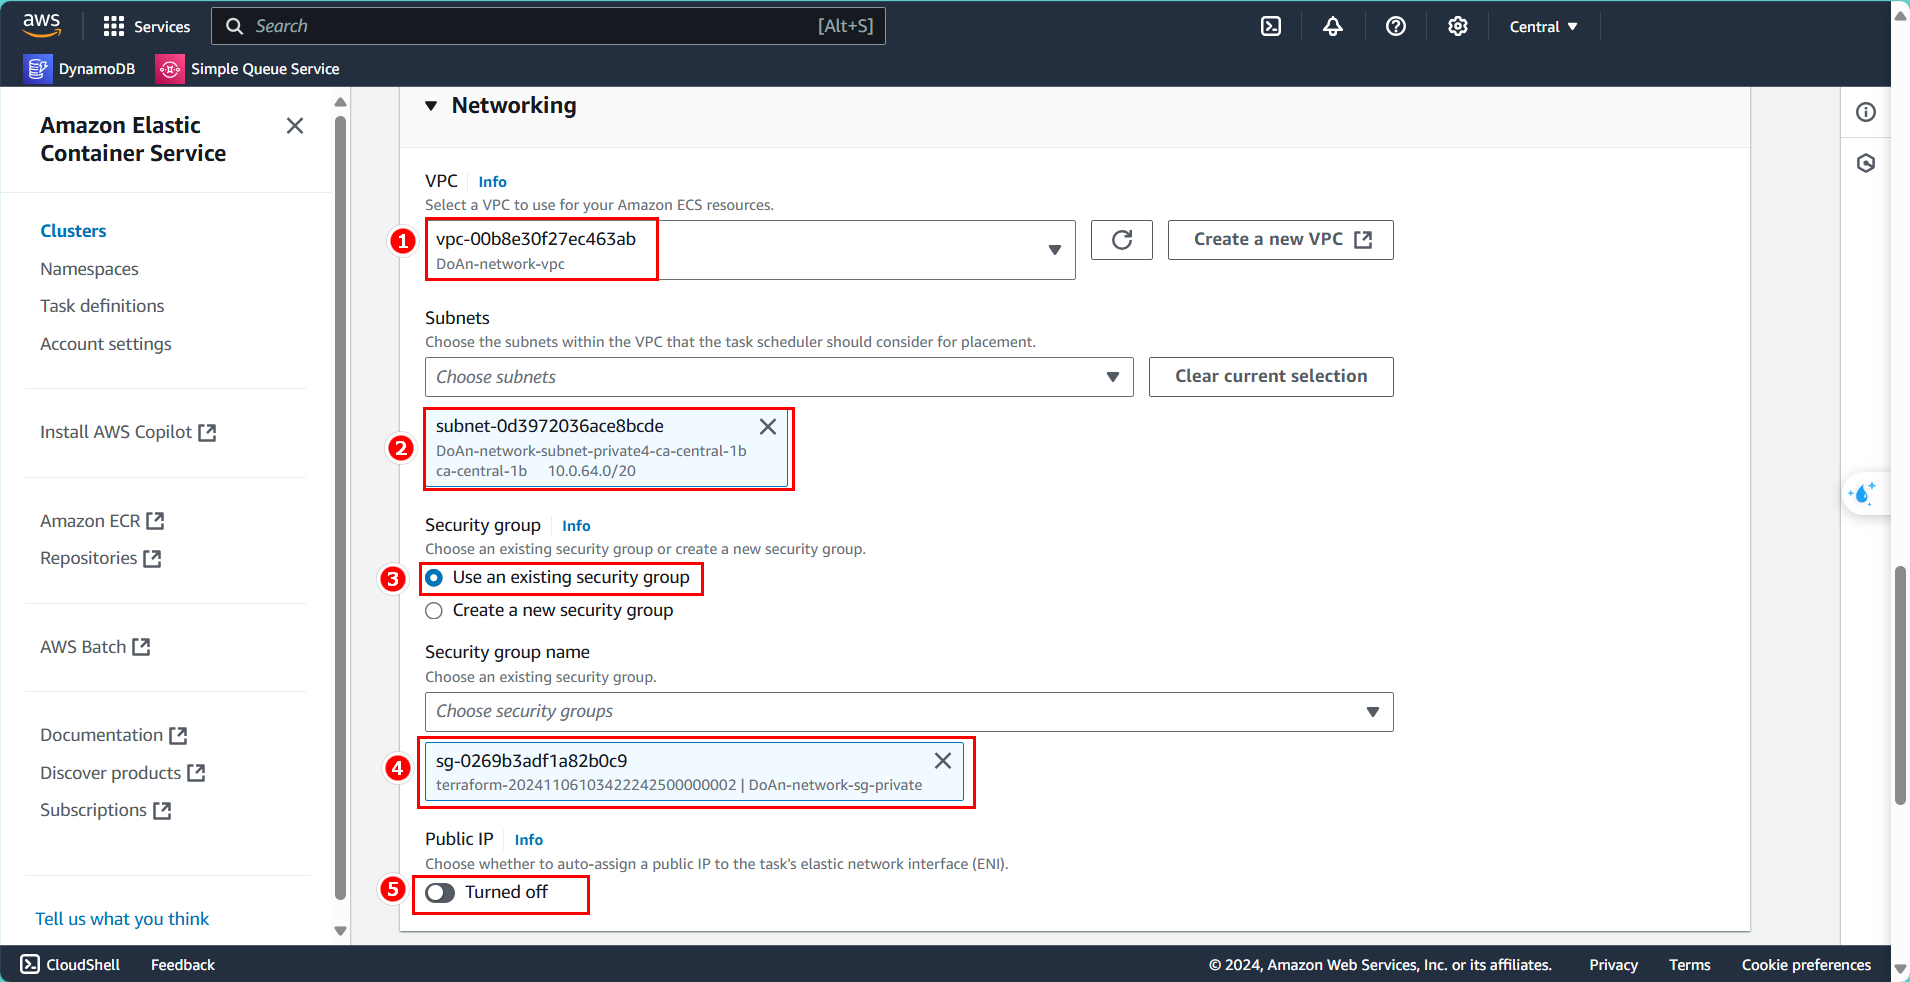 aws
Services
Search
[Alt+S]
Central
DynamoDB
Simple Queue Service
Amazon Elastic
Container Service
Clusters
Namespaces
Task definitions
Account settings
Install AWS Copilot
Amazon ECR
Repositories
AWS Batch
Documentation
Discover products
Subscriptions
Tell us what you think
Networking
VPC
Info
Select a VPC to use for your Amazon ECS resources.
1
vpc-00b8e30f27ec463ab
DoAn-network-vpc
Create a new VPC
Subnets
Choose the subnets within the VPC that the task scheduler should consider for placement.
Choose subnets
Clear current selection
2
subnet-0d3972036ace8bcde
DoAn-network-subnet-private4-ca-central-1b
ca-central-1b 10.0.64.0/20
Security group
Info
Choose an existing security group or create a new security group.
3
Use an existing security group
Create a new security group
Security group name
Choose an existing security group.
Choose security groups
4
sg-0269b3adf1a82b0c9
terraform-20241106103422242500000002 | DoAn-network-sg-private
Public IP
Info
Choose whether to auto-assign a public IP to the task's elastic network interface (ENI).
5
Turned off
CloudShell
Feedback
© 2024, Amazon Web Services, Inc. or its affiliates.
Privacy
Terms
Cookie preferences